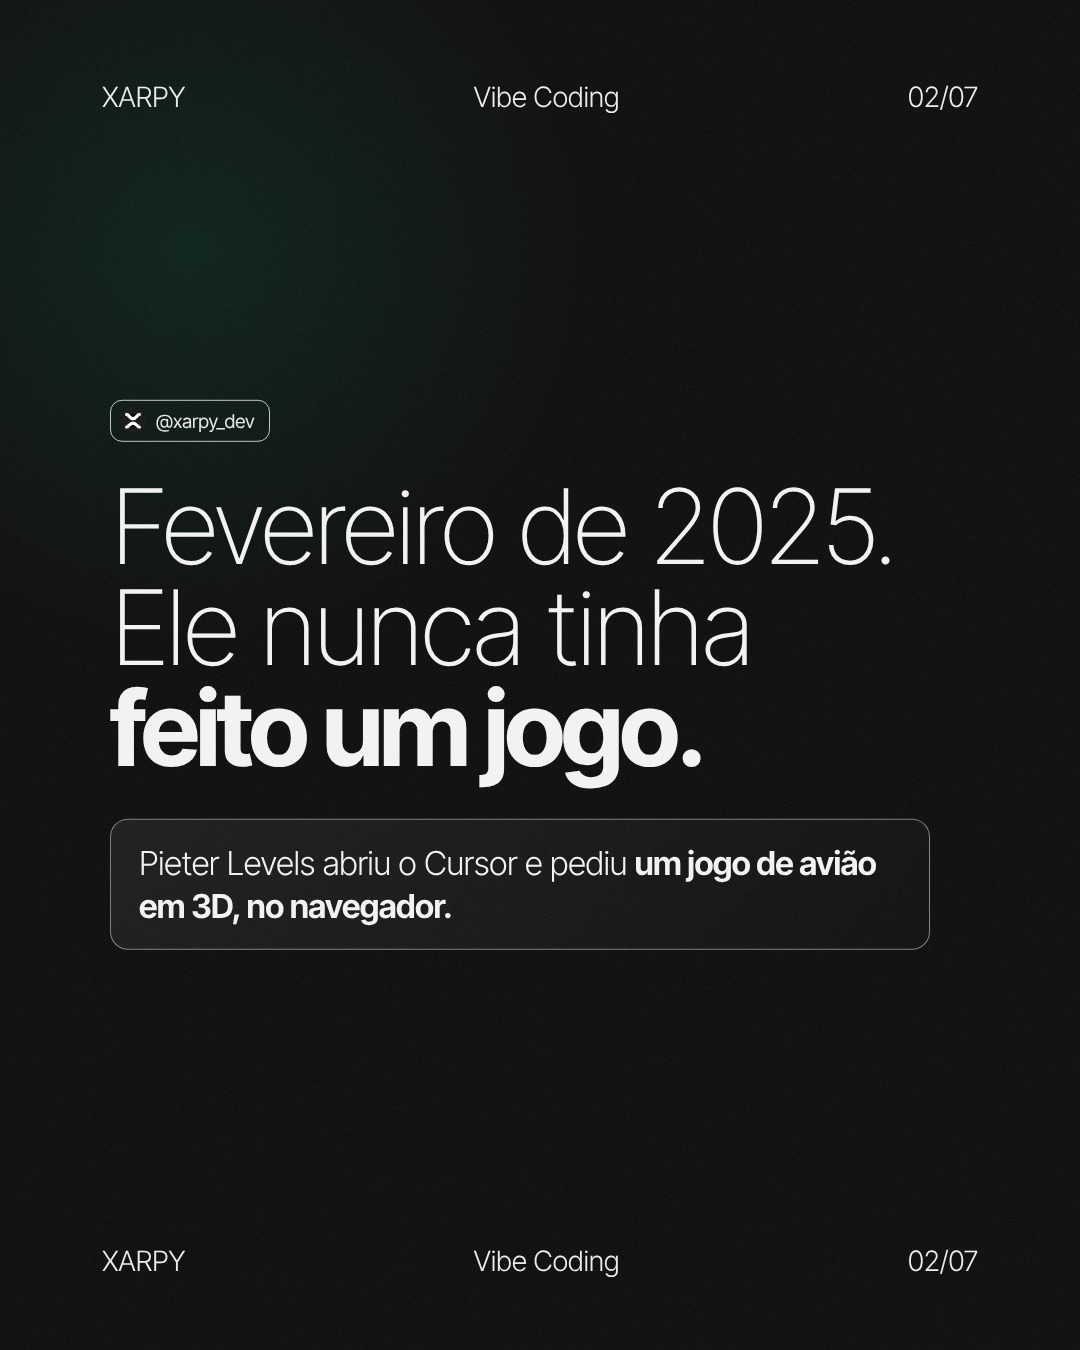 XARPY Vibe Coding 02/07
@xarpy_dev
Fevereiro de 2025.
Ele nunca tinha
feito um jogo.
Pieter Levels abriu o Cursor e pediu um jogo de avião
em 3D, no navegador.
XARPY Vibe Coding 02/07